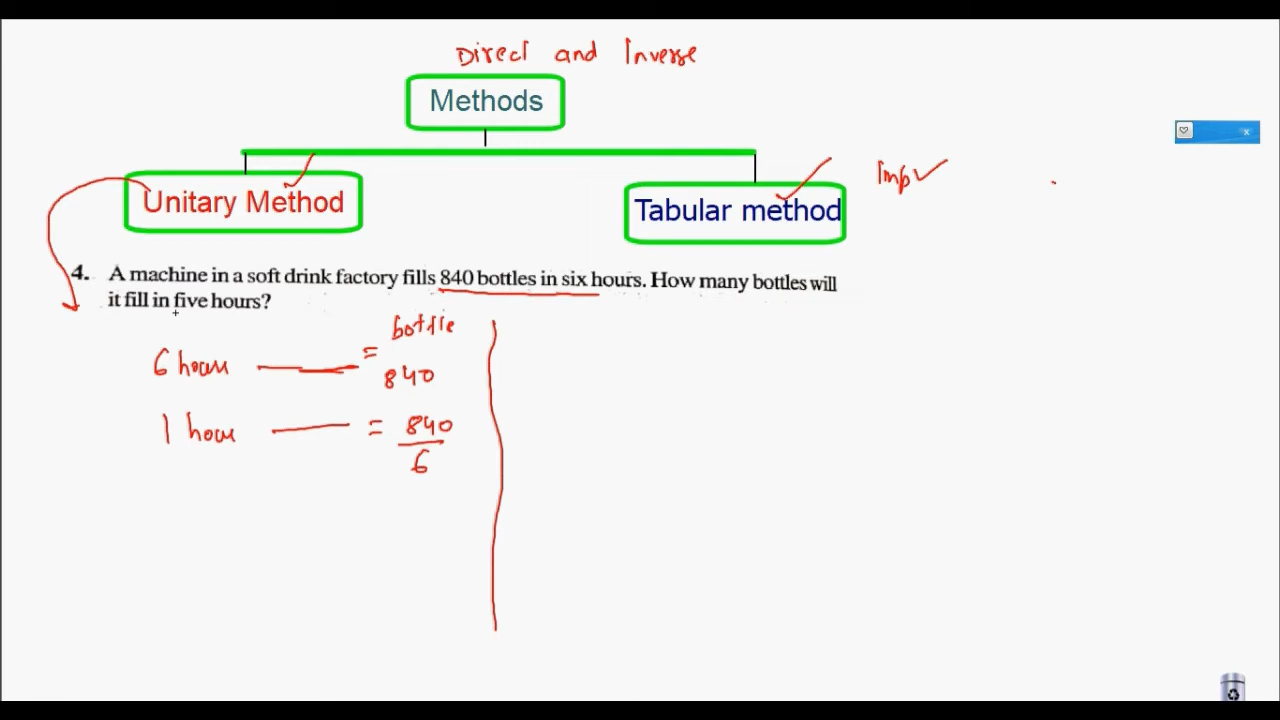 Direct and Inverse
Methods
Unitary Method
Tabular method
Imp
4. A machine in a soft drink factory fills 840 bottles in six hours. How many bottles will
it fill in five hours?
bottle
6 hours = 840
1 hour = 840
6